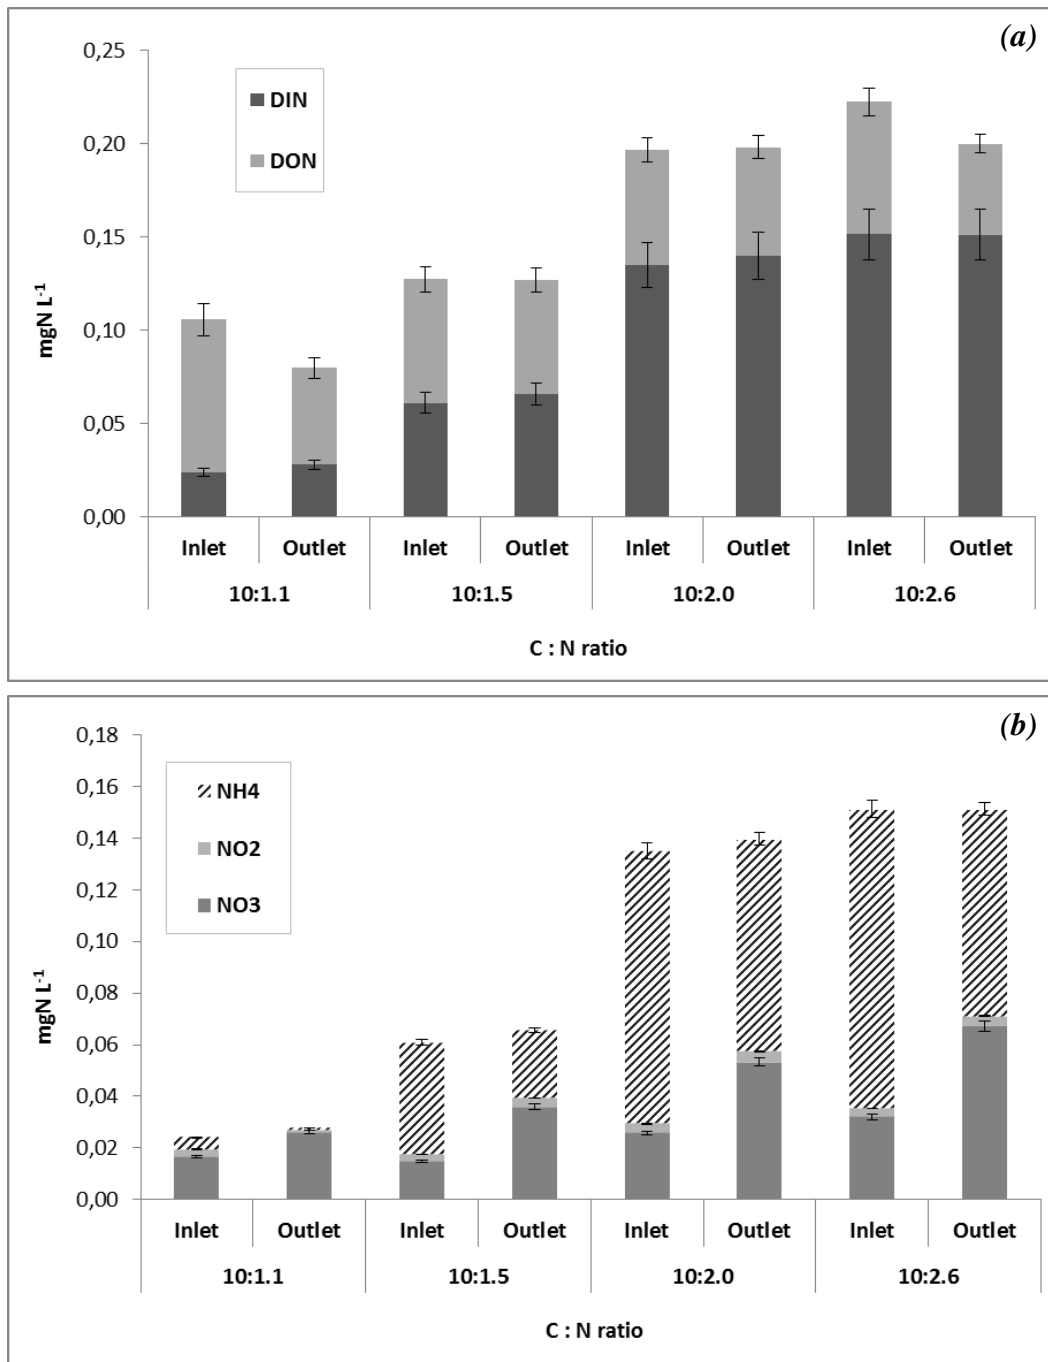 (a)
0,25
0,20
0,15
0,10
0,05
0,00
mgN L-1
DIN
DON
Inlet Outlet Inlet Outlet Inlet Outlet Inlet Outlet
10:1.1 10:1.5 10:2.0 10:2.6
C : N ratio
(b)
0,18
0,16
0,14
0,12
0,10
0,08
0,06
0,04
0,02
0,00
mgN L-1
NH4
NO2
NO3
Inlet Outlet Inlet Outlet Inlet Outlet Inlet Outlet
10:1.1 10:1.5 10:2.0 10:2.6
C : N ratio